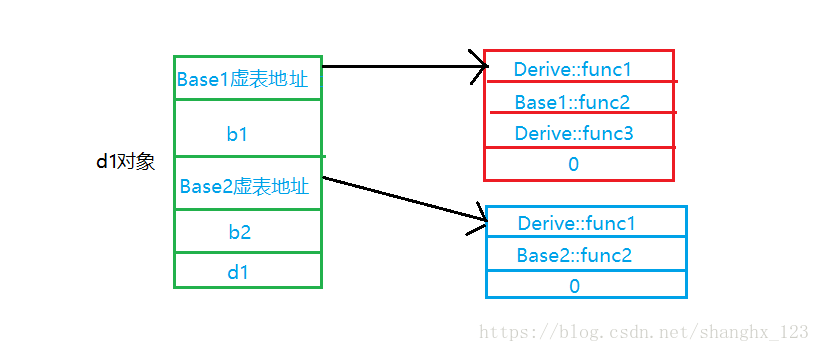 Base1虚表地址
b1
d1对象
Base2虚表地址
b2
d1
Derive::func1
Base1::func2
Derive::func3
0
Derive::func1
Base2::func2
0
https://blog.csdn.net/shanghx_123